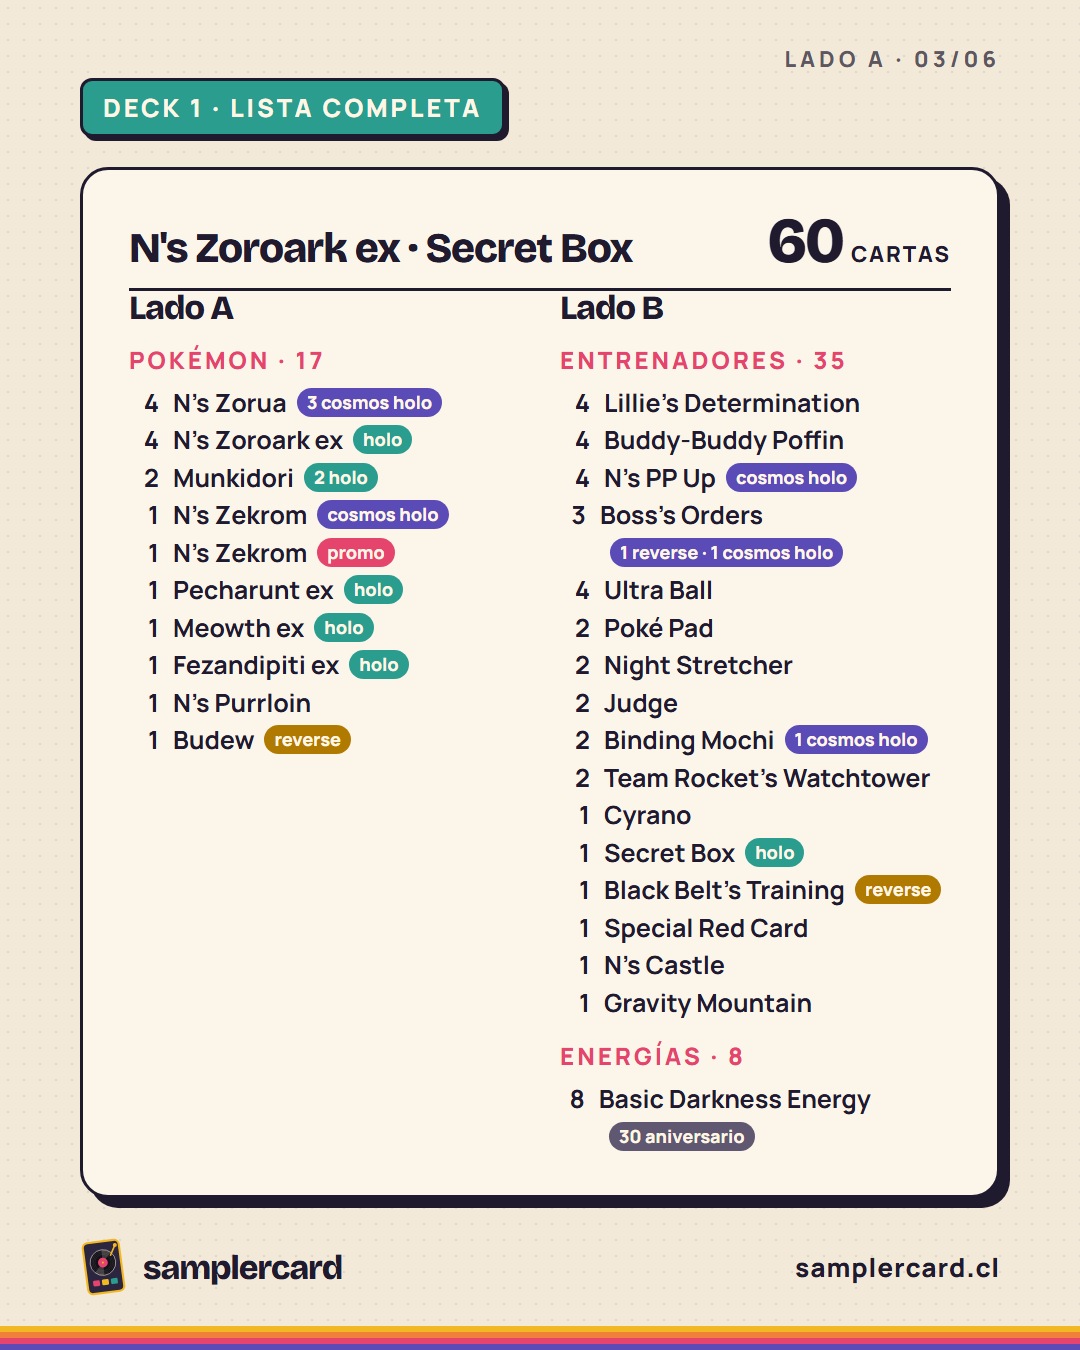 LADO A · 03/06
DECK 1 · LISTA COMPLETA
N's Zoroark ex · Secret Box
60 CARTAS
Lado A
POKÉMON · 17
4 N’s Zorua 3 cosmos holo
4 N’s Zoroark ex holo
2 Munkidori 2 holo
1 N’s Zekrom cosmos holo
1 N’s Zekrom promo
1 Pecharunt ex holo
1 Meowth ex holo
1 Fezandipiti ex holo
1 N’s Purrloin
1 Budew reverse
Lado B
ENTRENADORES · 35
4 Lillie’s Determination
4 Buddy-Buddy Poffin
4 N’s PP Up cosmos holo
3 Boss’s Orders
1 reverse · 1 cosmos holo
4 Ultra Ball
2 Poké Pad
2 Night Stretcher
2 Judge
2 Binding Mochi 1 cosmos holo
2 Team Rocket’s Watchtower
1 Cyrano
1 Secret Box holo
1 Black Belt’s Training reverse
1 Special Red Card
1 N’s Castle
1 Gravity Mountain
ENERGÍAS · 8
8 Basic Darkness Energy
30 aniversario
samplercard
samplercard.cl